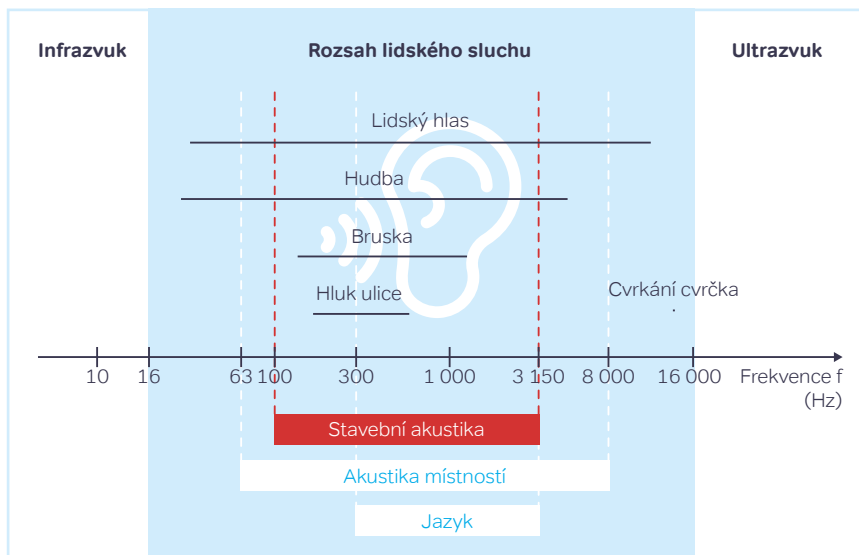 Infrazvuk
Rozsah lidského sluchu
Ultrazvuk
Lidský hlas
Hudba
Bruska
Hluk ulice
Cvrkání cvrčka
10
16
63
100
300
1 000
3 150
8 000
16 000
Frekvence f
(Hz)
Stavební akustika
Akustika místností
Jazyk